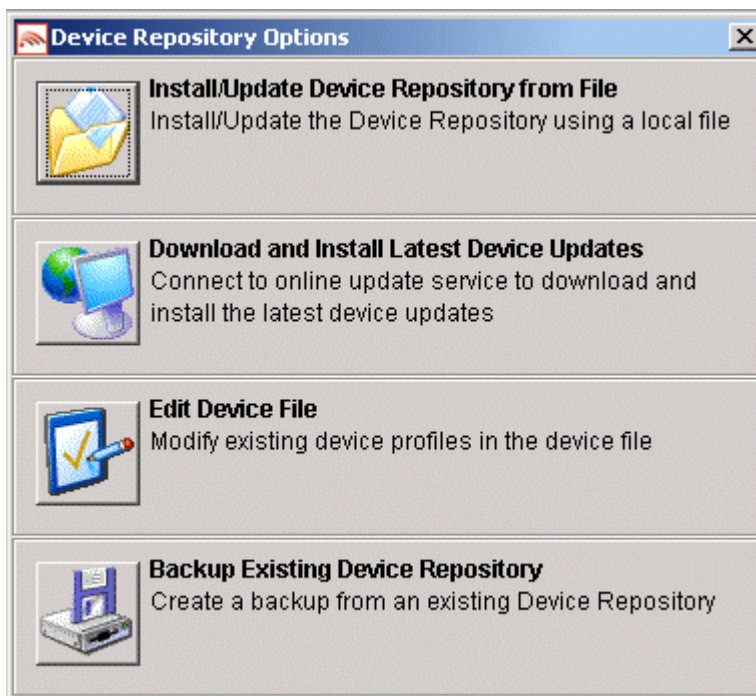 Device Repository Options
Install/Update Device Repository from File
Install/Update the Device Repository using a local file
Download and Install Latest Device Updates
Connect to online update service to download and
install the latest device updates
Edit Device File
Modify existing device profiles in the device file
Backup Existing Device Repository
Create a backup from an existing Device Repository